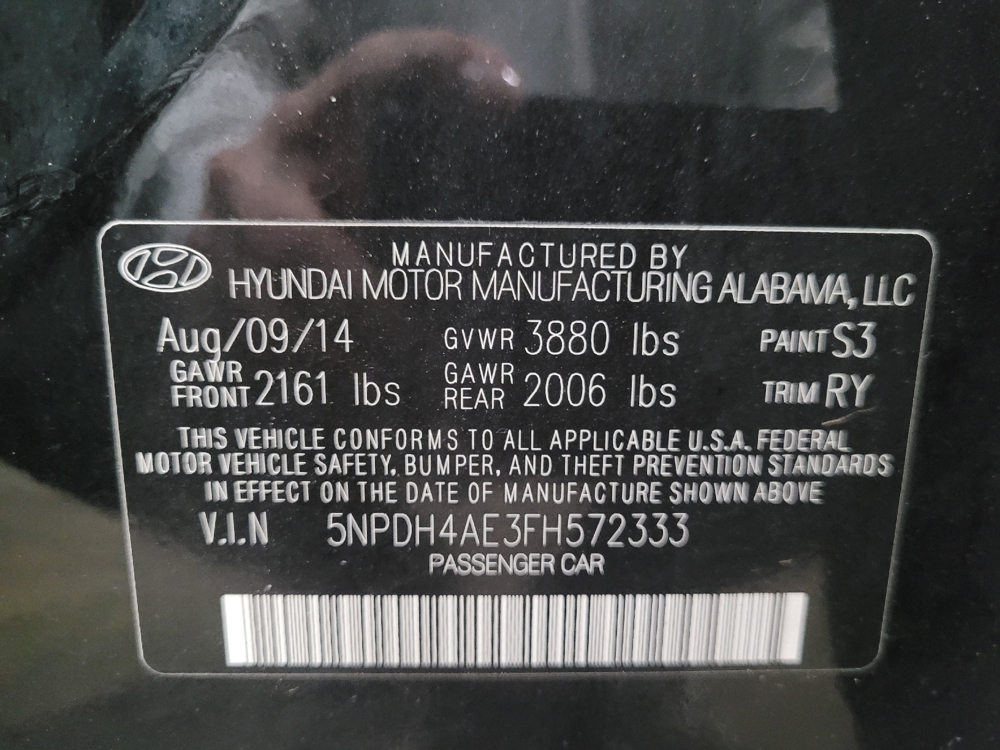 MANUFACTURED BY
HYUNDAI MOTOR MANUFACTURING ALABAMA, LLC
Aug/09/14 GVWR 3880 lbs PAINT S3
GAWR FRONT 2161 lbs GAWR REAR 2006 lbs TRIM RY
THIS VEHICLE CONFORMS TO ALL APPLICABLE U.S.A. FEDERAL
MOTOR VEHICLE SAFETY, BUMPER, AND THEFT PREVENTION STANDARDS
IN EFFECT ON THE DATE OF MANUFACTURE SHOWN ABOVE
V.I.N 5NPDH4AE3FH572333
PASSENGER CAR